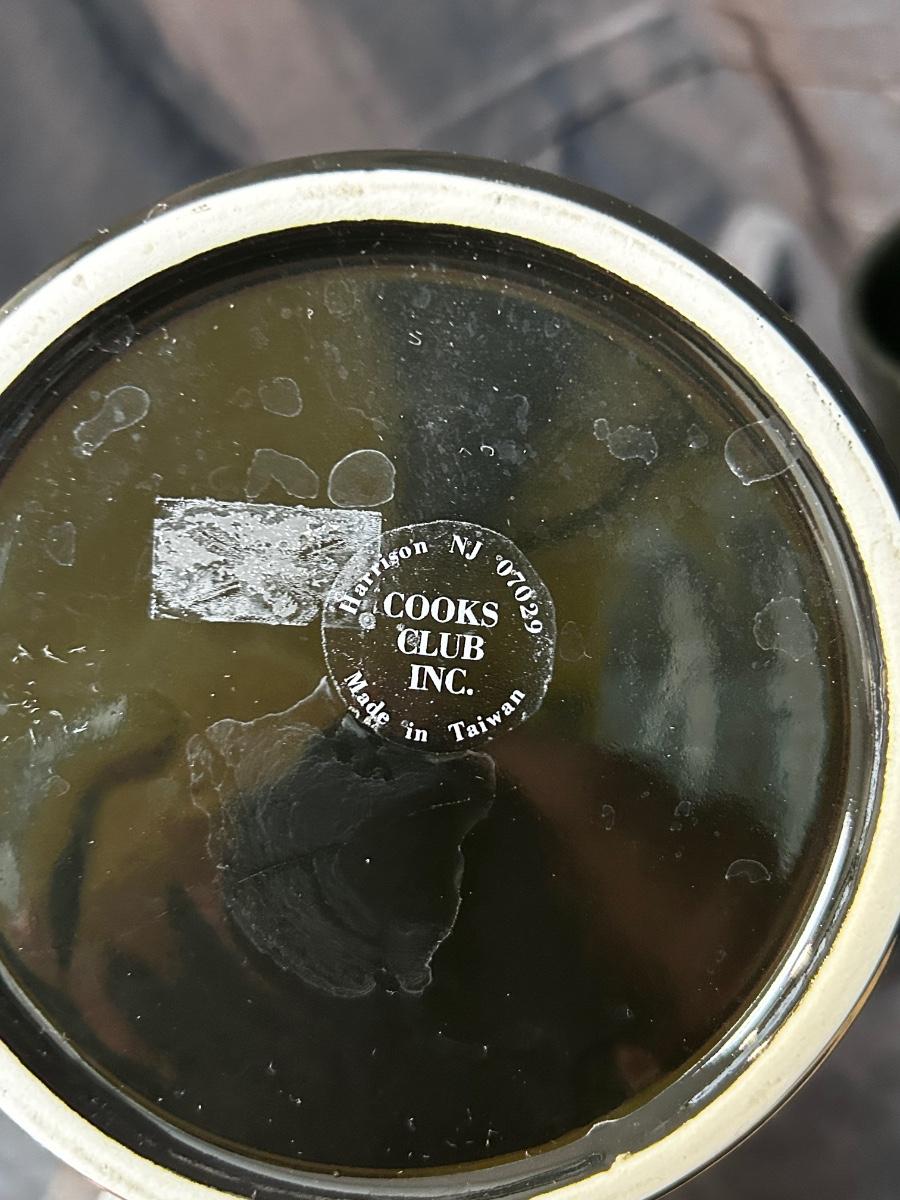 Harrison NJ 07029
COOKS
CLUB
INC.
Made in Taiwan